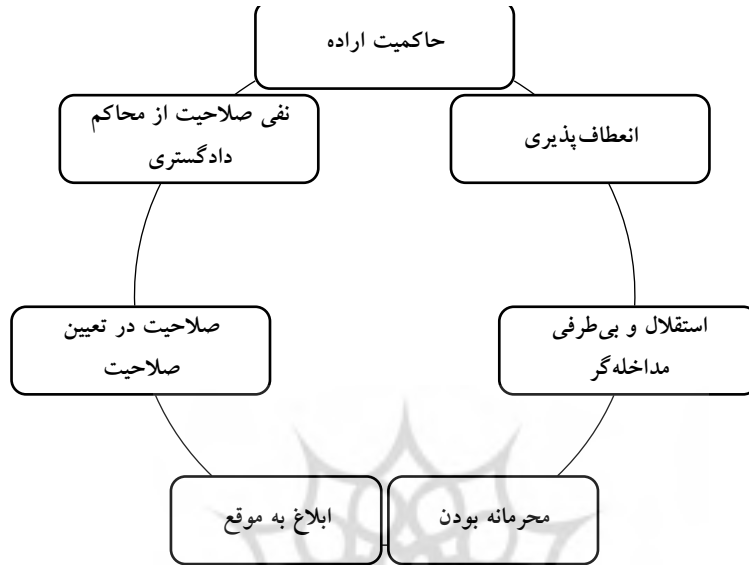 حاکمیت اراده
انعطاف‌پذیری
استقلال و بی‌طرفی
مداخله‌گر
محرمانه بودن
ابلاغ به موقع
صلاحیت در تعیین
صلاحیت
نفی صلاحیت از محاکم
دادگستری